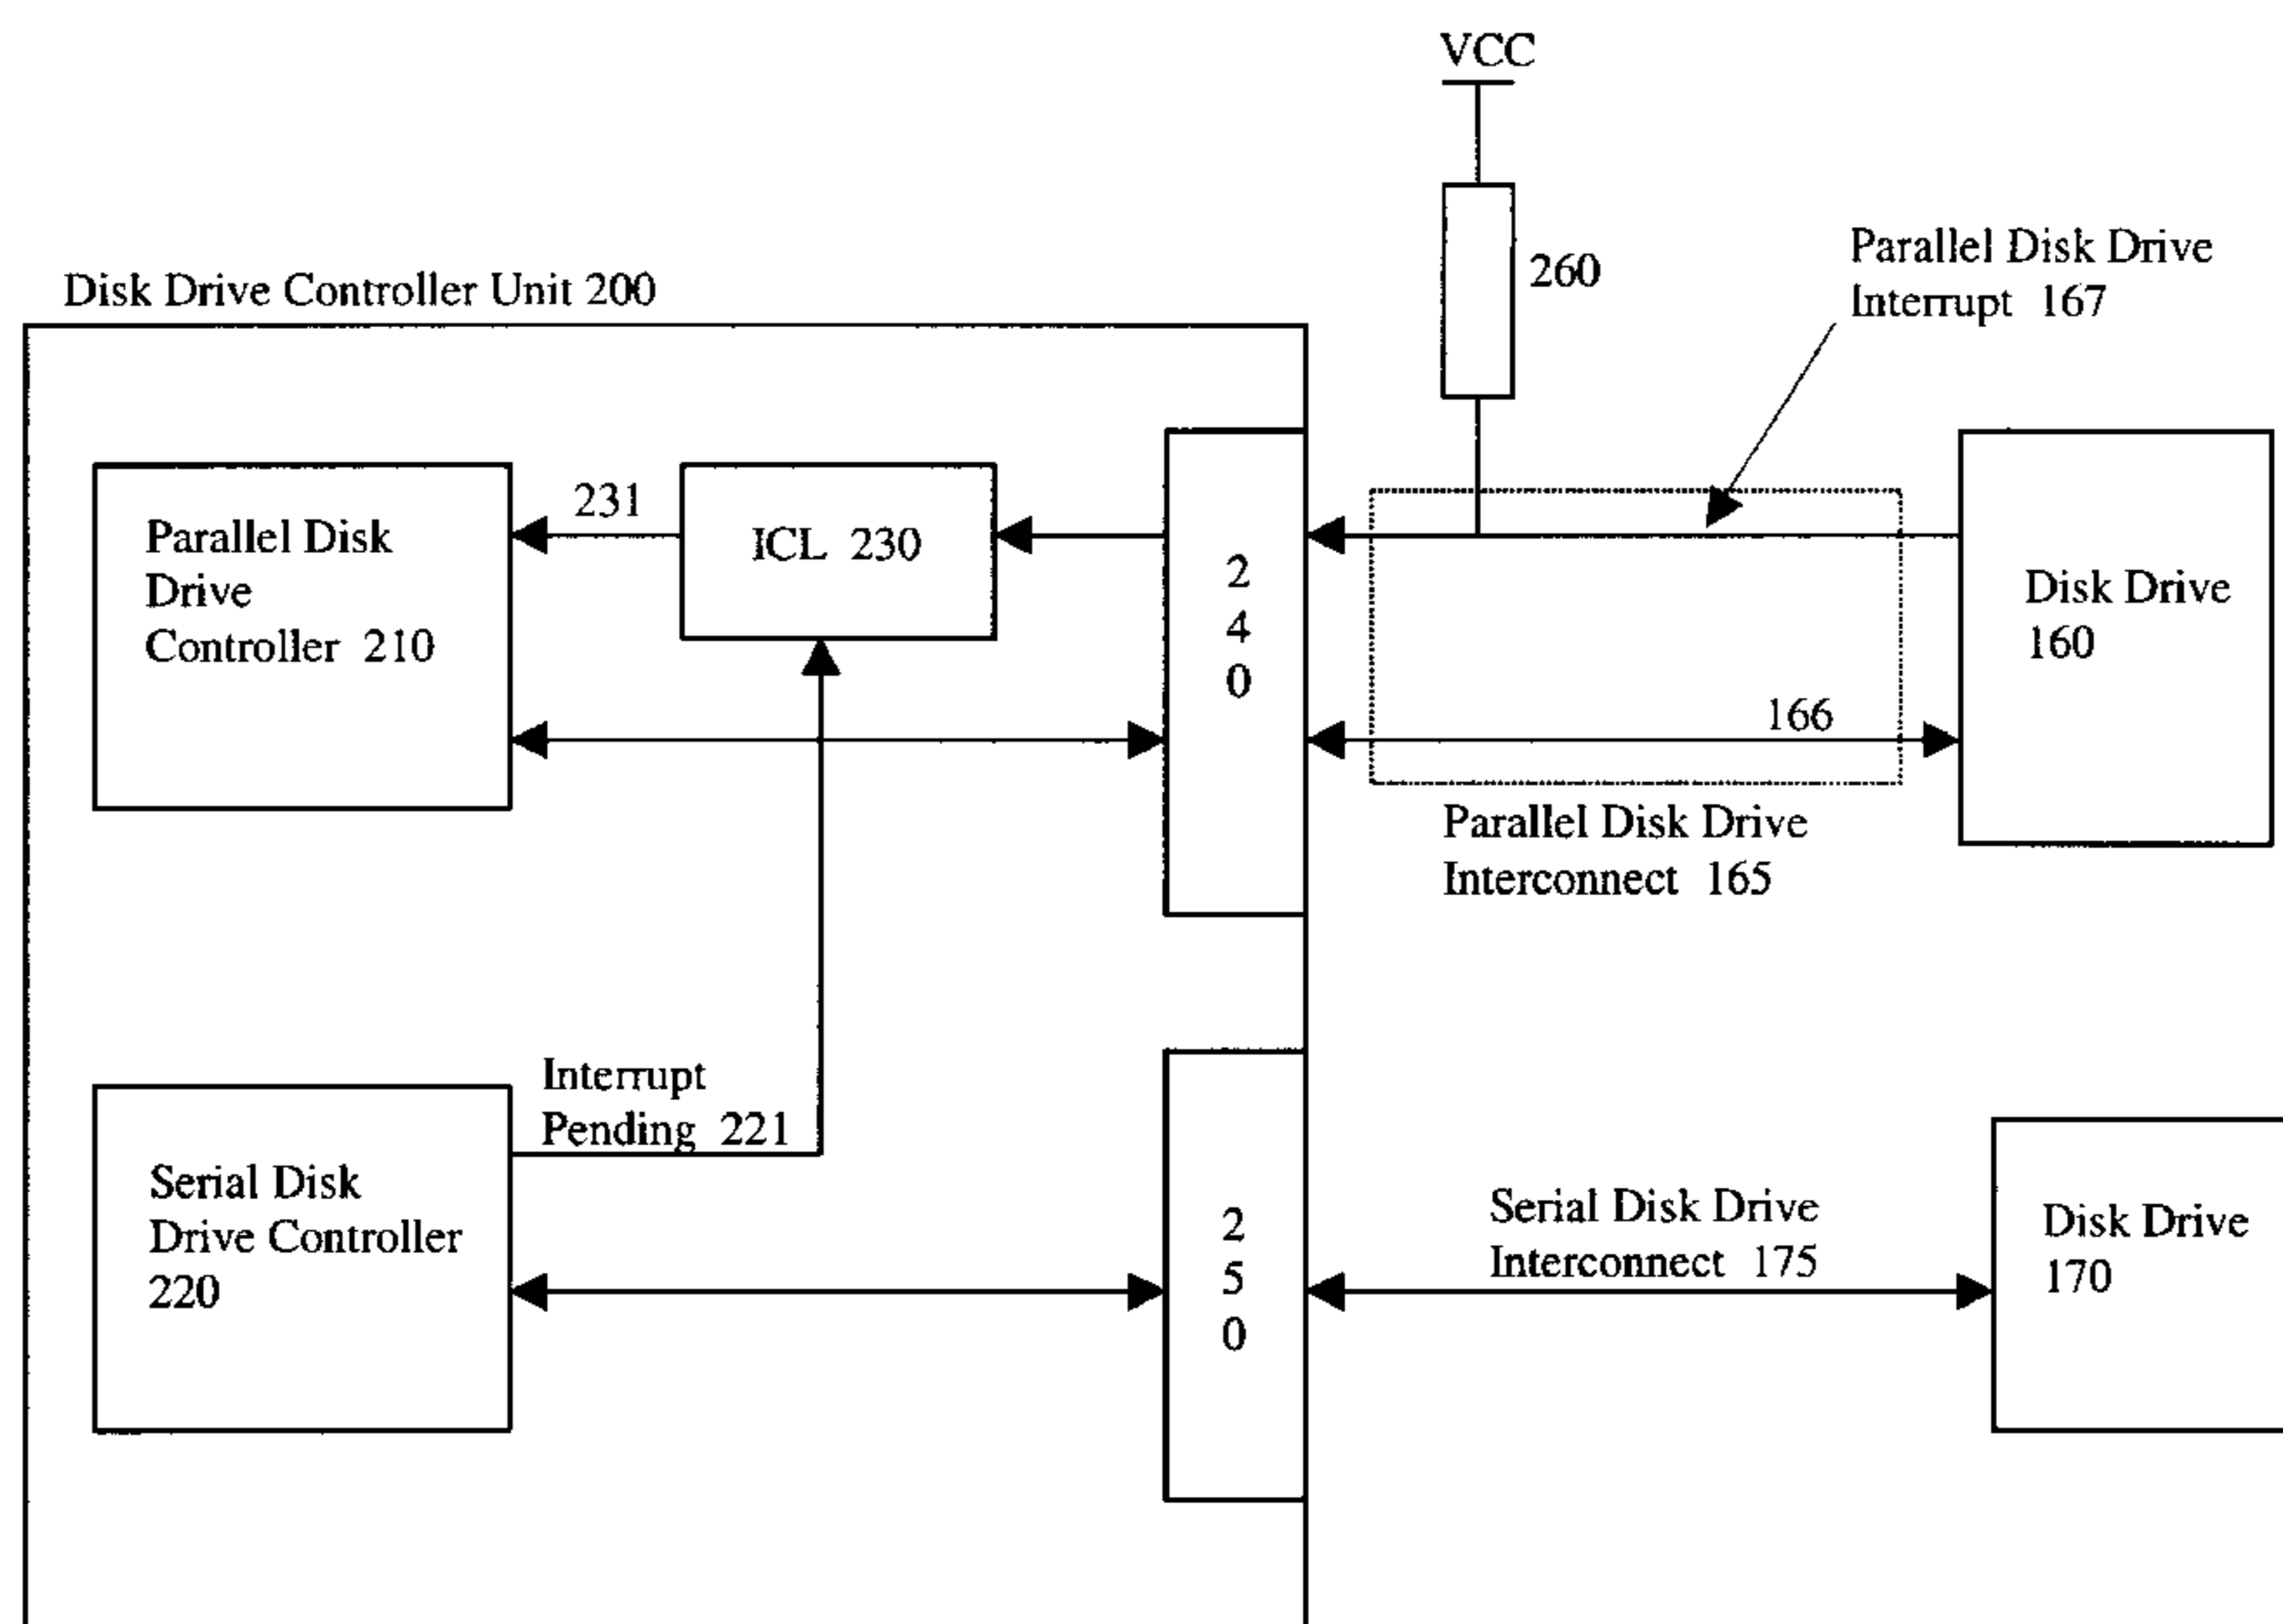 VCC
260
Parallel Disk Drive
Interrupt 167
Disk Drive Controller Unit 200
Parallel Disk
Drive
Controller 210
231
ICL 230
2
4
0
166
Disk Drive
160
Parallel Disk Drive
Interconnect 165
Interrupt
Pending 221
Serial Disk
Drive Controller
220
2
5
0
Serial Disk Drive
Interconnect 175
Disk Drive
170